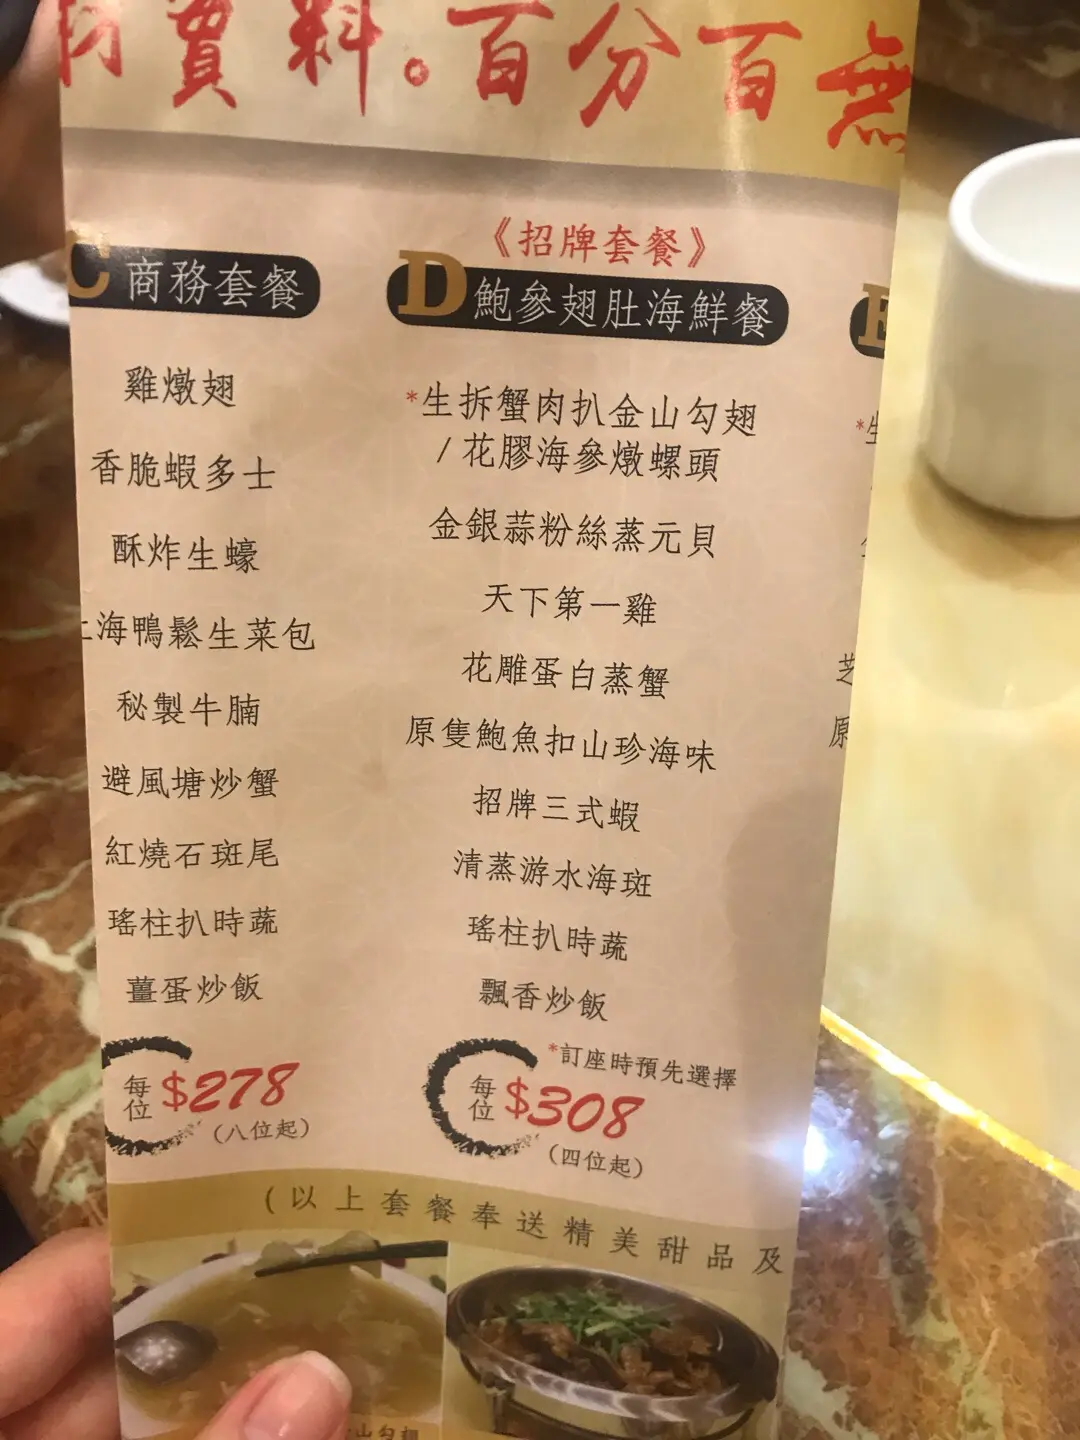 實料。百分百無
C 商務套餐
雞燉翅
香脆蝦多士
酥炸生蠔
上海鴨鬆生菜包
秘製牛腩
避風塘炒蟹
紅燒石斑尾
瑤柱扒時蔬
薑蛋炒飯
每位 $278
(八位起)
《招牌套餐》
D 鮑參翅肚海鮮餐
*生拆蟹肉扒金山勾翅
/花膠海參燉螺頭
金銀蒜粉絲蒸元貝
天下第一雞
花雕蛋白蒸蟹
原隻鮑魚扣山珍海味
招牌三式蝦
清蒸游水海斑
瑤柱扒時蔬
飄香炒飯
*訂座時預先選擇
每位 $308
(四位起)
E
*生
芝
原
(以上套餐奉送精美甜品及